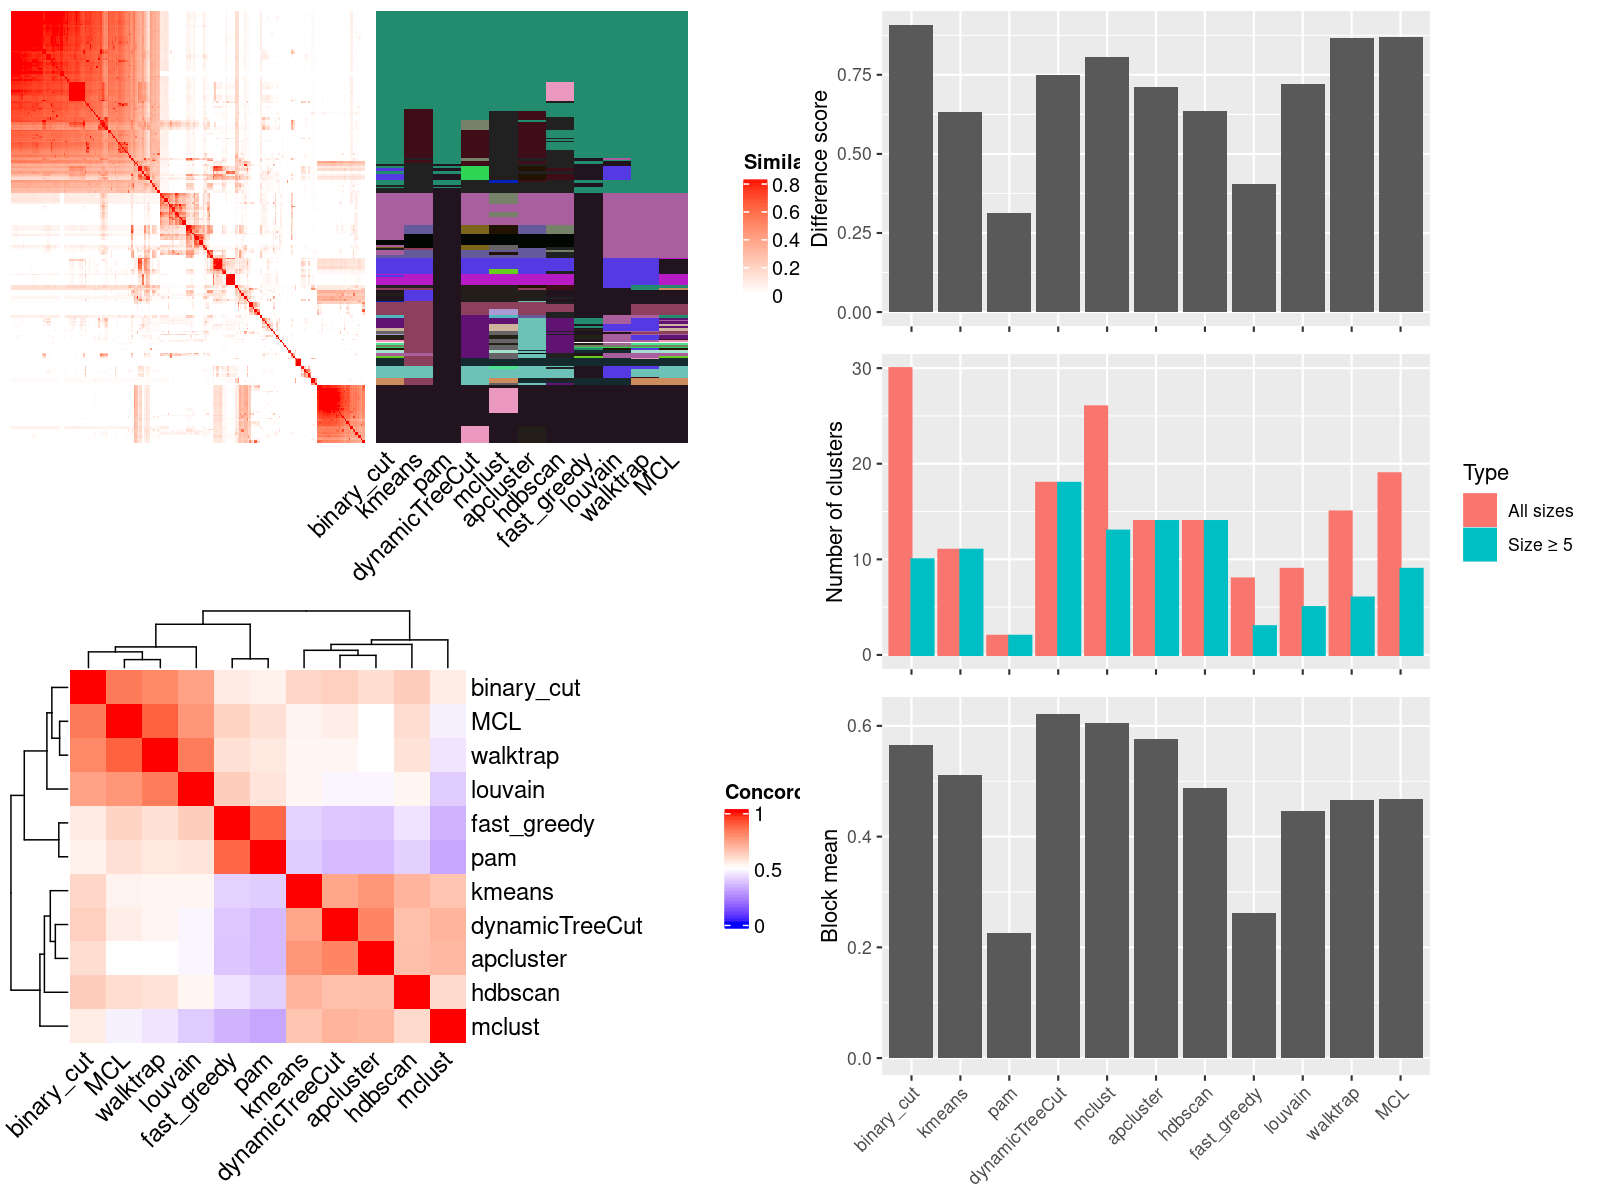 Simila
0.8
0.6
0.4
0.2
0
binary_cut
kmeans
pam
dynamicTreeCut
mclust
apcluster
hdbscan
fast_greedy
louvain
walktrap
MCL
binary_cut
MCL
walktrap
louvain
fast_greedy
pam
kmeans
dynamicTreeCut
apcluster
hdbscan
mclust
Concord
1
0.5
0
binary_cut
MCL
walktrap
louvain
fast_greedy
pam
kmeans
dynamicTreeCut
apcluster
hdbscan
mclust
Difference score
0.75
0.50
0.25
0.00
Number of clusters
30
20
10
0
Type
All sizes
Size ≥ 5
Block mean
0.6
0.4
0.2
0.0
binary_cut
kmeans
pam
dynamicTreeCut
mclust
apcluster
hdbscan
fast_greedy
louvain
walktrap
MCL